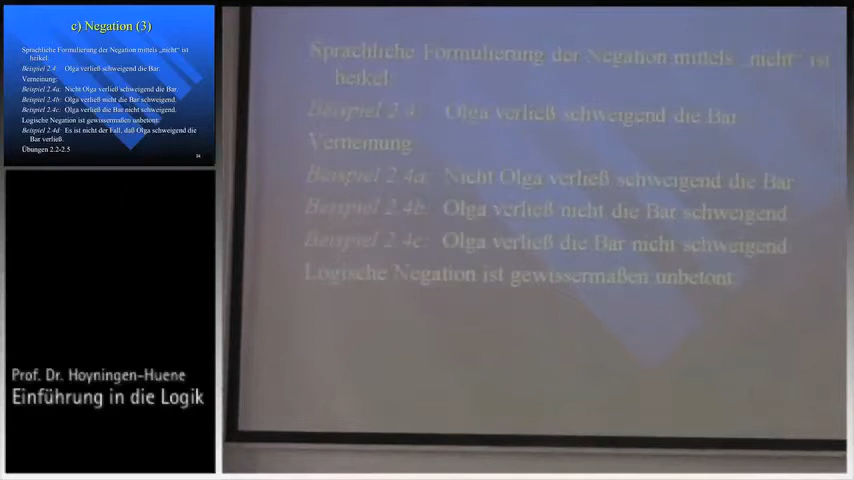 c) Negation (3)
Sprachliche Formulierung der Negation mittels „nicht“ ist
heikel:
Beispiel 2.4: Olga verließ schweigend die Bar.
Verneinung:
Beispiel 2.4a: Nicht Olga verließ schweigend die Bar.
Beispiel 2.4b: Olga verließ nicht die Bar schweigend.
Beispiel 2.4c: Olga verließ die Bar nicht schweigend.
Logische Negation ist gewissermaßen unbetont:
Beispiel 2.4d: Es ist nicht der Fall, daß Olga schweigend die
Bar verließ.
Übungen 2.2-2.5
24
Prof. Dr. Hoyningen-Huene
Einführung in die Logik
Sprachliche Formulierung der Negation mittels „nicht“ ist
heikel:
Beispiel 2.4: Olga verließ schweigend die Bar
Verneinung:
Beispiel 2.4a: Nicht Olga verließ schweigend die Bar
Beispiel 2.4b: Olga verließ nicht die Bar schweigend
Beispiel 2.4c: Olga verließ die Bar nicht schweigend
Logische Negation ist gewissermaßen unbetont: